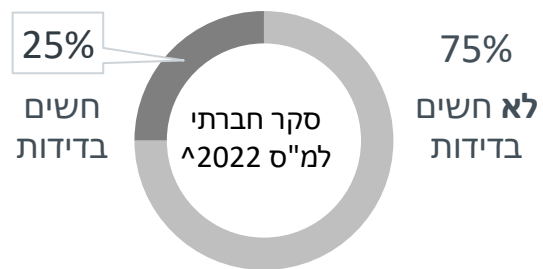 25%
חשים
בדידות
סקר חברתי
למ"ס 2022^
75%
לא חשים
בדידות